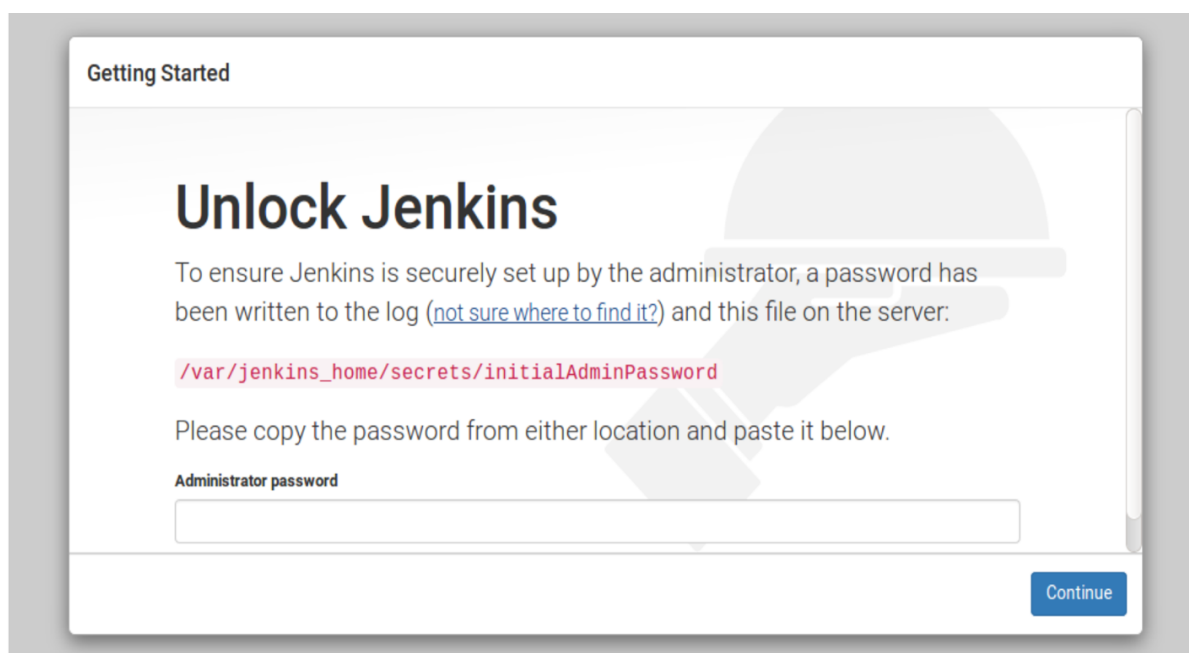 Getting Started
Unlock Jenkins
To ensure Jenkins is securely set up by the administrator, a password has
been written to the log (not sure where to find it?) and this file on the server:
/var/jenkins_home/secrets/initialAdminPassword
Please copy the password from either location and paste it below.
Administrator password
Continue